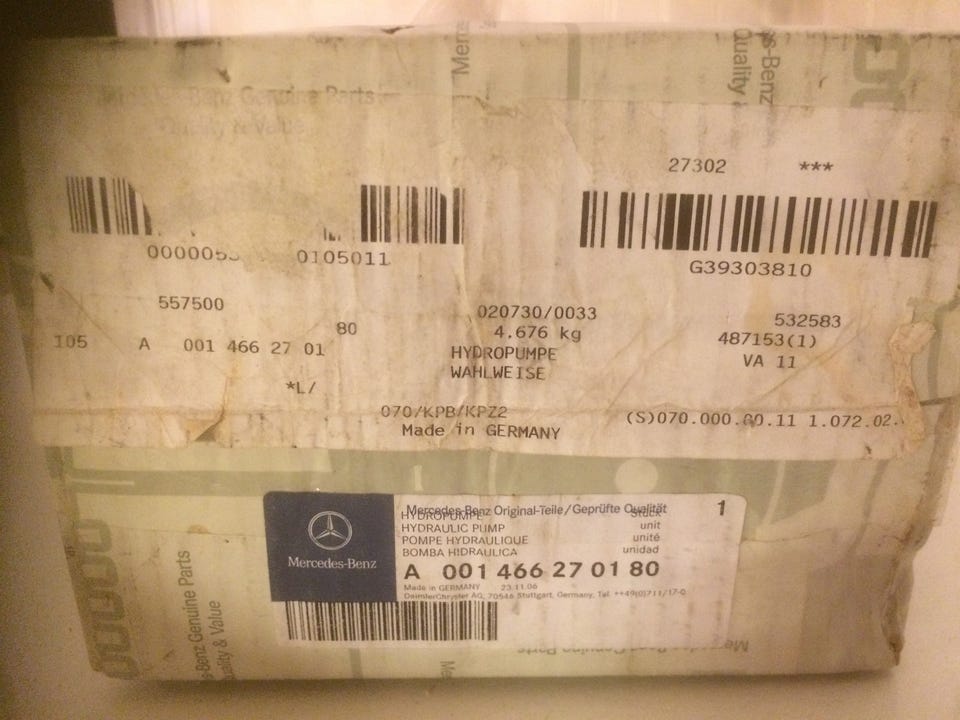 Mercedes-Benz Genuine Parts
Quality & Value
s-Benz
Quality &
27302 ***
0000053 0105011
G39303810
557500
020730/0033
532583
80
4.676 kg
487153(1)
I05 A 001 466 27 01
HYDROPUMPE
VA 11
WAHLWEISE
*L/
070/KPB/KPZ2
(S)070.000.00.11 1.072.02.
Made in GERMANY
Mercedes-Benz
Mercedes-Benz Original-Teile/Geprüfte Qualität 1
HYDROPUMPE Stück
HYDRAULIC PUMP unit
POMPE HYDRAULIQUE unité
BOMBA HIDRAULICA unidad
A 001 466 27 01 80
Made in GERMANY 23.11.06
DaimlerChrysler AG, 70546 Stuttgart, Germany, Tel. ++49(0)711/17-0
s-Benz Genuine Parts
uality & Value